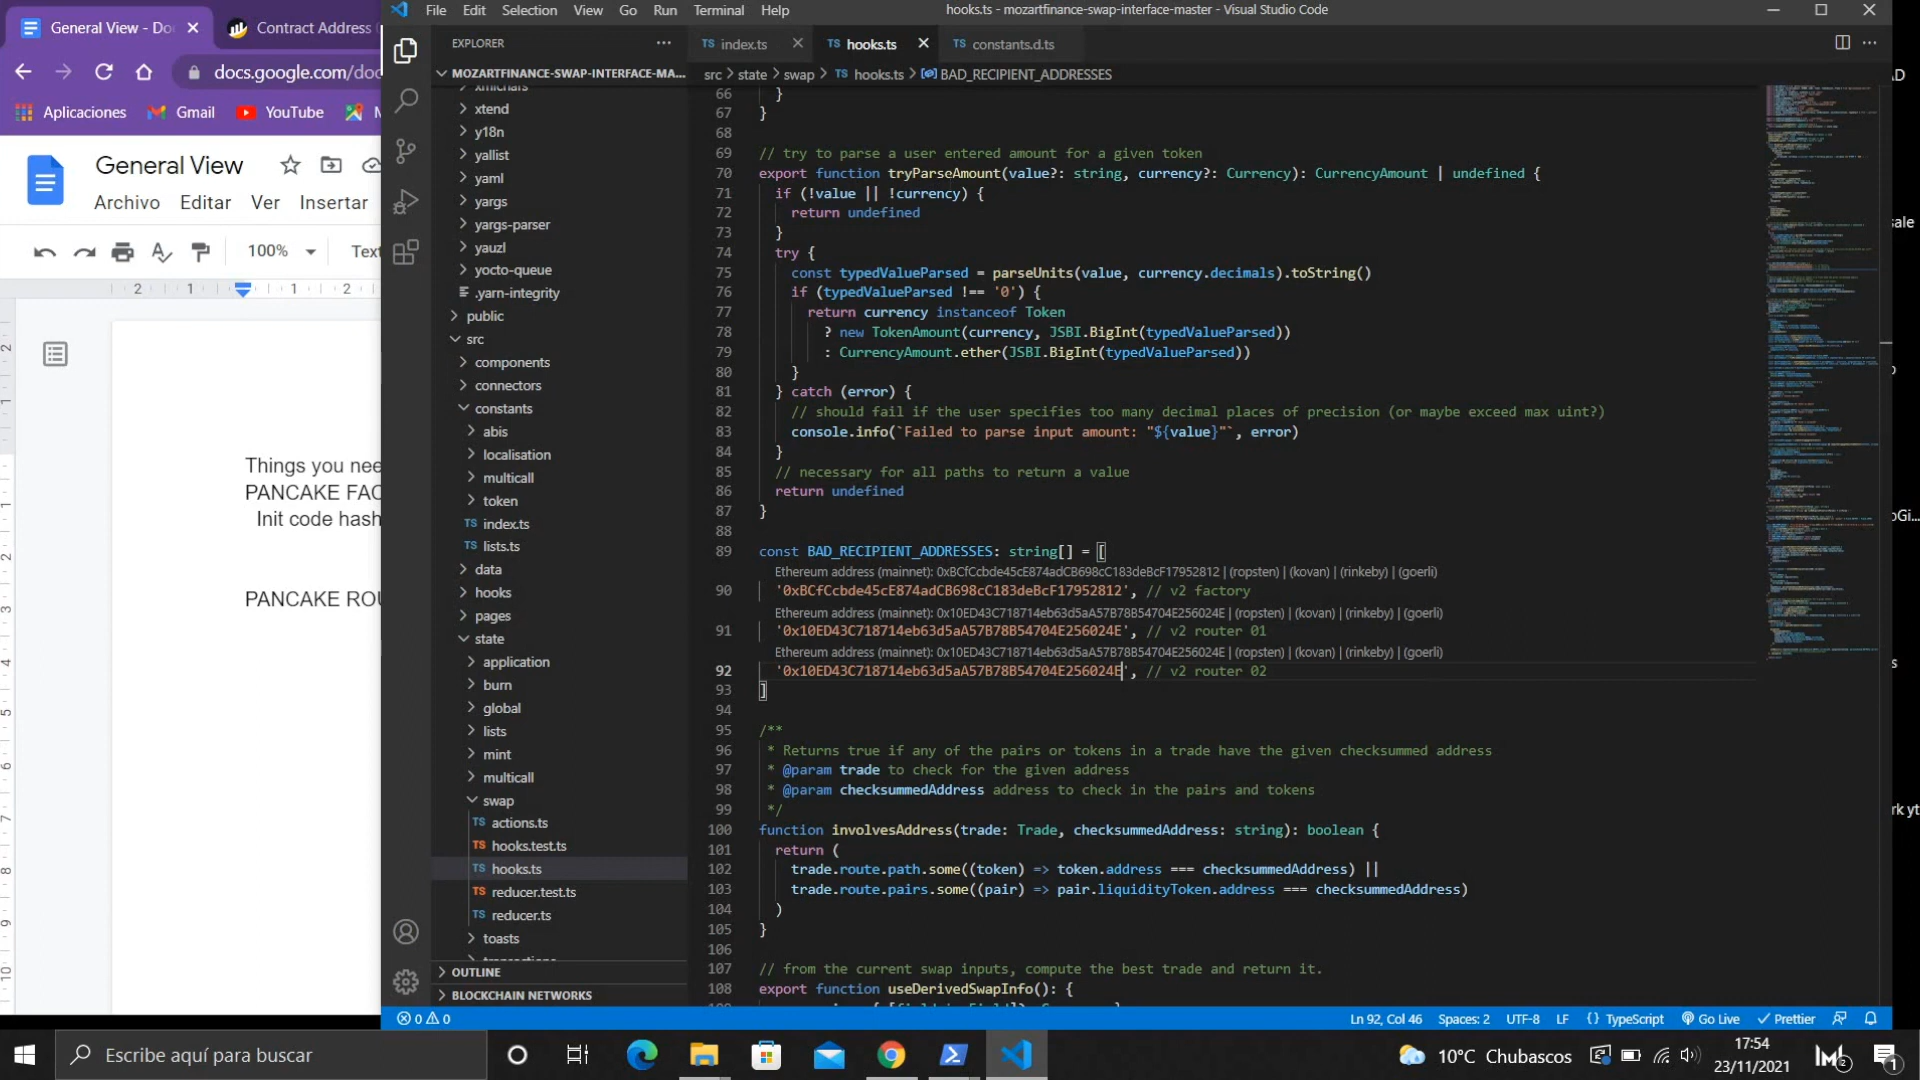 General View - Do
Contract Address
docs.google.com/doc
Aplicaciones
Gmail
YouTube
General View
Archivo Editar Ver Insertar
100%
Text
2 1 1 2
Things you nee
PANCAKE FAC
Init code hash
PANCAKE ROU
File Edit Selection View Go Run Terminal Help
hooks.ts - mozartfinance-swap-interface-master - Visual Studio Code
EXPLORER
MOZARTFINANCE-SWAP-INTERFACE-MA...
xmlchars
xtend
y18n
yallist
yaml
yargs
yargs-parser
yauzl
yocto-queue
.yarn-integrity
public
src
components
connectors
constants
abis
localisation
multicall
token
TS index.ts
TS lists.ts
data
hooks
pages
state
application
burn
global
lists
mint
multicall
swap
TS actions.ts
TS hooks.test.ts
TS hooks.ts
TS reducer.test.ts
TS reducer.ts
toasts
transactions
OUTLINE
BLOCKCHAIN NETWORKS
TS index.ts
TS hooks.ts
TS constants.d.ts
src > state > swap > TS hooks.ts > BAD_RECIPIENT_ADDRESSES
66 }
67 }
68
69 // try to parse a user entered amount for a given token
70 export function tryParseAmount(value?: string, currency?: Currency): CurrencyAmount | undefined {
71 if (!value || !currency) {
72 return undefined
73 }
74 try {
75 const typedValueParsed = parseUnits(value, currency.decimals).toString()
76 if (typedValueParsed !== '0') {
77 return currency instanceof Token
78 ? new TokenAmount(currency, JSBI.BigInt(typedValueParsed))
79 : CurrencyAmount.ether(JSBI.BigInt(typedValueParsed))
80 }
81 } catch (error) {
82 // should fail if the user specifies too many decimal places of precision (or maybe exceed max uint?)
83 console.info(`Failed to parse input amount: "${value}"`, error)
84 }
85 // necessary for all paths to return a value
86 return undefined
87 }
88
89 const BAD_RECIPIENT_ADDRESSES: string[] = [
Ethereum address (mainnet): 0xBCfCcbde45cE874adCB698cC183deBcF17952812 | (ropsten) | (kovan) | (rinkeby) | (goerli)
90 '0xBCfCcbde45cE874adCB698cC183deBcF17952812', // v2 factory
Ethereum address (mainnet): 0x10ED43C718714eb63d5aA57B78B54704E256024E | (ropsten) | (kovan) | (rinkeby) | (goerli)
91 '0x10ED43C718714eb63d5aA57B78B54704E256024E', // v2 router 01
Ethereum address (mainnet): 0x10ED43C718714eb63d5aA57B78B54704E256024E | (ropsten) | (kovan) | (rinkeby) | (goerli)
92 '0x10ED43C718714eb63d5aA57B78B54704E256024E', // v2 router 02
93 ]
94
95 /**
96 * Returns true if any of the pairs or tokens in a trade have the given checksummed address
97 * @param trade to check for the given address
98 * @param checksummedAddress address to check in the pairs and tokens
99 */
100 function involvesAddress(trade: Trade, checksummedAddress: string): boolean {
101 return (
102 trade.route.path.some((token) => token.address === checksummedAddress) ||
103 trade.route.pairs.some((pair) => pair.liquidityToken.address === checksummedAddress)
104 )
105 }
106
107 // from the current swap inputs, compute the best trade and return it.
108 export function useDerivedSwapInfo(): {
0 0
Ln 92, Col 46 Spaces: 2 UTF-8 LF {} TypeScript Go Live Prettier
Escribe aquí para buscar
10°C Chubascos
17:54
23/11/2021